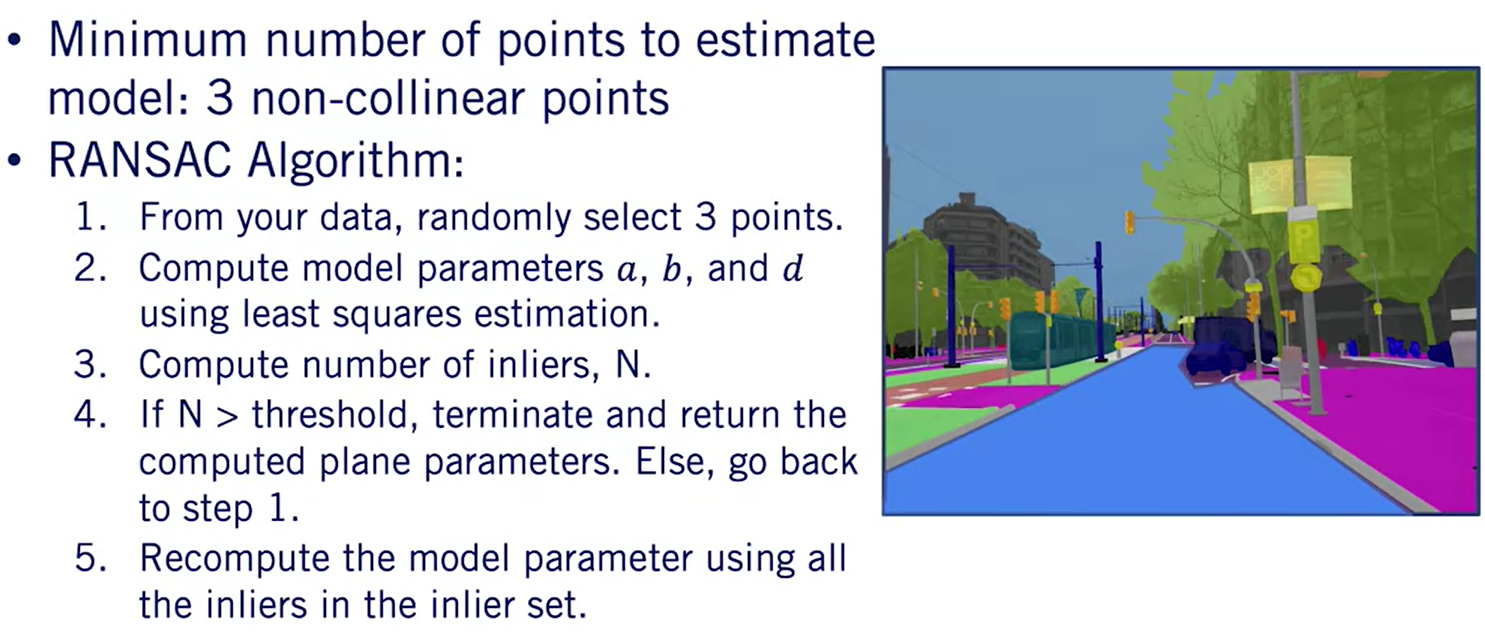 • Minimum number of points to estimate
model: 3 non-collinear points
• RANSAC Algorithm:
1. From your data, randomly select 3 points.
2. Compute model parameters a, b, and d
using least squares estimation.
3. Compute number of inliers, N.
4. If N > threshold, terminate and return the
computed plane parameters. Else, go back
to step 1.
5. Recompute the model parameter using all
the inliers in the inlier set.
P